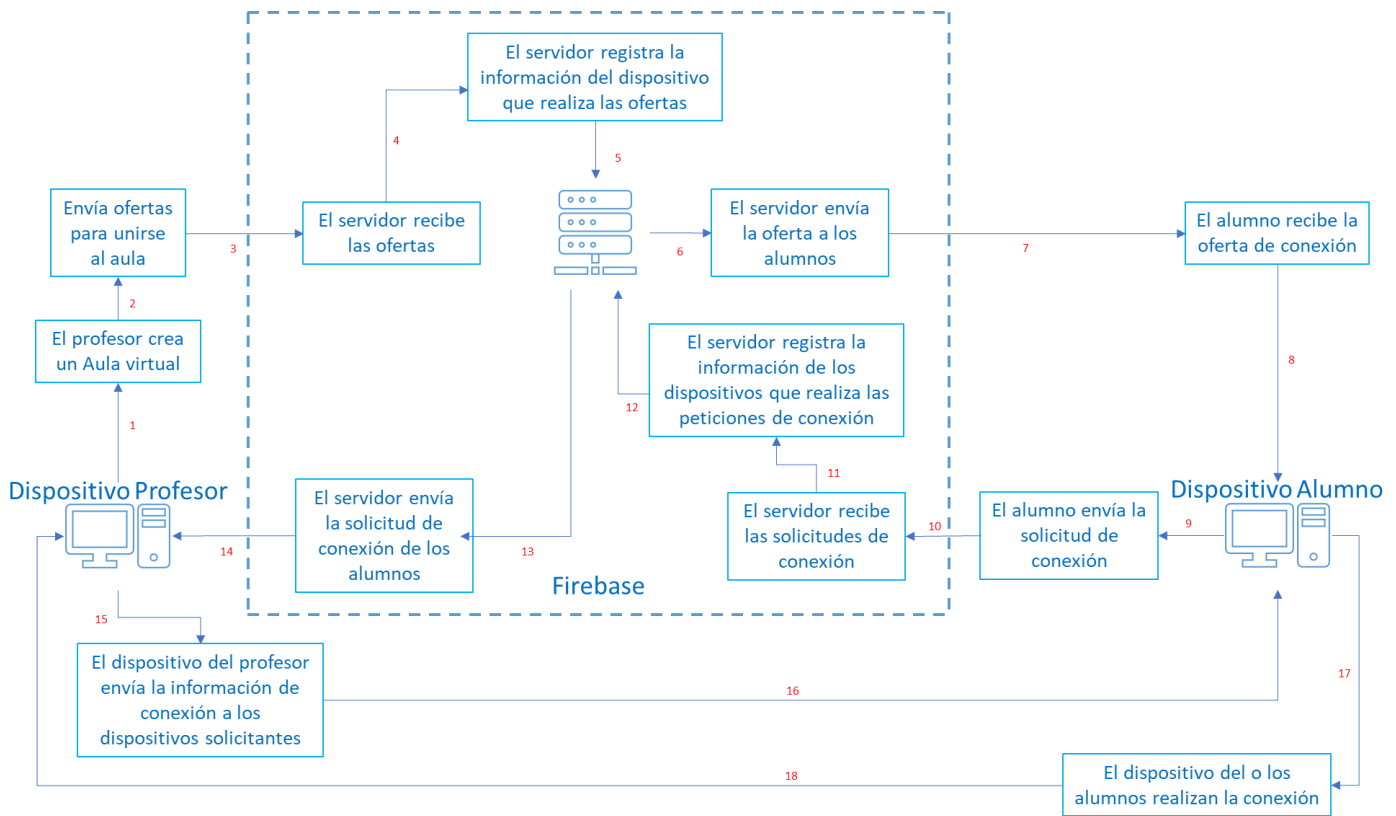 El servidor registra la
información del dispositivo
que realiza las ofertas
4
5
Envía ofertas
para unirse
al aula
3
El servidor recibe
las ofertas
6
El servidor envía
la oferta a los
alumnos
7
El alumno recibe la
oferta de conexión
2
El profesor crea
un Aula virtual
1
El servidor registra la
información de los
dispositivos que realiza las
peticiones de conexión
12
8
11
Dispositivo Profesor
14
El servidor envía
la solicitud de
conexión de los
alumnos
13
Firebase
El servidor recibe
las solicitudes de
conexión
10
El alumno envía la
solicitud de
conexión
9
Dispositivo Alumno
15
El dispositivo del profesor
envía la información de
conexión a los
dispositivos solicitantes
16
17
18
El dispositivo del o los
alumnos realizan la conexión